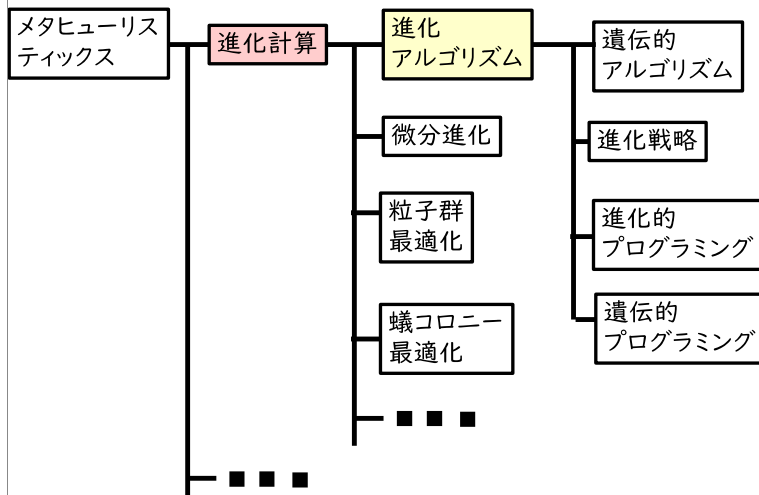 メタヒューリス
ティックス
進化計算
進化
アルゴリズム
遺伝的
アルゴリズム
微分進化
進化戦略
粒子群
最適化
進化的
プログラミング
蟻コロニー
最適化
遺伝的
プログラミング